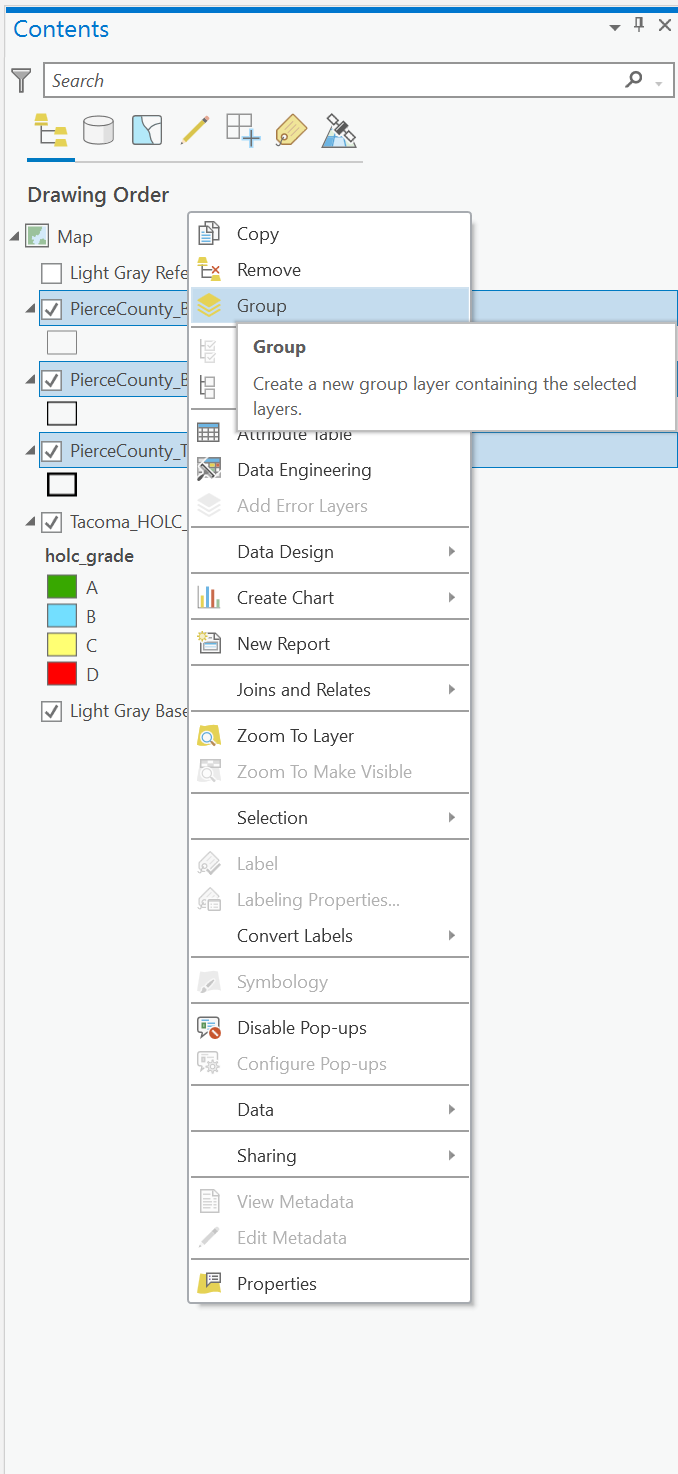 Contents
Search
Drawing Order
Map
Light Gray Refe
PierceCounty_B
PierceCounty_B
PierceCounty_T
Tacoma_HOLC_
holc_grade
A
B
C
D
Light Gray Base
Copy
Remove
Group
Group
Create a new group layer containing the selected
layers.
Attribute Table
Data Engineering
Add Error Layers
Data Design
Create Chart
New Report
Joins and Relates
Zoom To Layer
Zoom To Make Visible
Selection
Label
Labeling Properties...
Convert Labels
Symbology
Disable Pop-ups
Configure Pop-ups
Data
Sharing
View Metadata
Edit Metadata
Properties